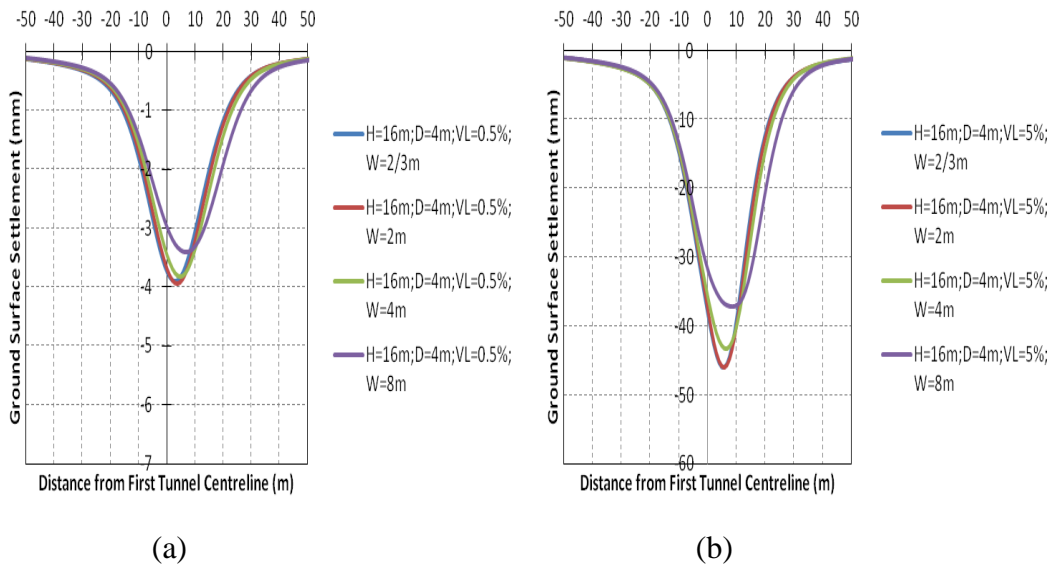 -50 -40 -30 -20 -10 0 10 20 30 40 50
0
-1
-2
-3
-4
-5
-6
-7
Ground Surface Settlement (mm)
Distance from First Tunnel Centreline (m)
H=16m;D=4m;VL=0.5%;
W=2/3m
H=16m;D=4m;VL=0.5%;
W=2m
H=16m;D=4m;VL=0.5%;
W=4m
H=16m;D=4m;VL=0.5%;
W=8m
(a)
-50 -40 -30 -20 -10 0 10 20 30 40 50
0
-10
-20
-30
-40
-50
-60
Ground Surface Settlement (mm)
Distance from First Tunnel Centreline (m)
H=16m;D=4m;VL=5%;
W=2/3m
H=16m;D=4m;VL=5%;
W=2m
H=16m;D=4m;VL=5%;
W=4m
H=16m;D=4m;VL=5%;
W=8m
(b)